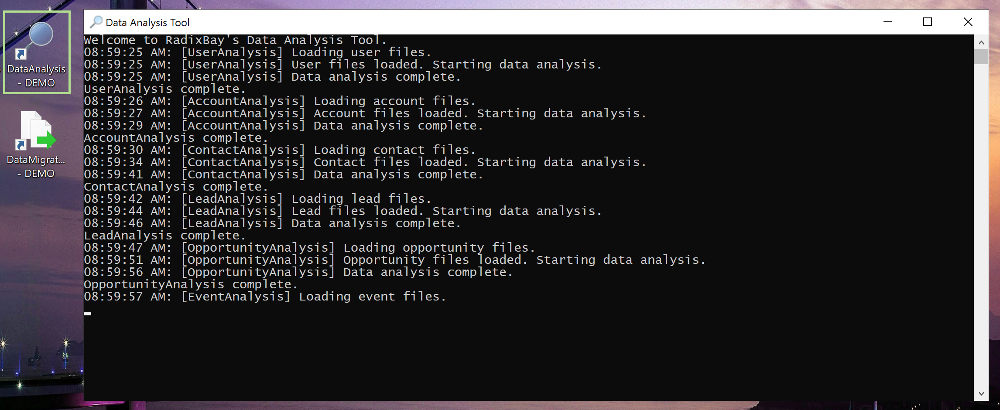 Data Analysis Tool
Welcome to RadixBay's Data Analysis Tool.
08:59:25 AM: [UserAnalysis] Loading user files.
08:59:25 AM: [UserAnalysis] User files loaded. Starting data analysis.
08:59:25 AM: [UserAnalysis] Data analysis complete.
UserAnalysis complete.
08:59:26 AM: [AccountAnalysis] Loading account files.
08:59:27 AM: [AccountAnalysis] Account files loaded. Starting data analysis.
08:59:29 AM: [AccountAnalysis] Data analysis complete.
AccountAnalysis complete.
08:59:30 AM: [ContactAnalysis] Loading contact files.
08:59:34 AM: [ContactAnalysis] Contact files loaded. Starting data analysis.
08:59:41 AM: [ContactAnalysis] Data analysis complete.
ContactAnalysis complete.
08:59:42 AM: [LeadAnalysis] Loading lead files.
08:59:44 AM: [LeadAnalysis] Lead files loaded. Starting data analysis.
08:59:46 AM: [LeadAnalysis] Data analysis complete.
LeadAnalysis complete.
08:59:47 AM: [OpportunityAnalysis] Loading opportunity files.
08:59:51 AM: [OpportunityAnalysis] Opportunity files loaded. Starting data analysis.
08:59:56 AM: [OpportunityAnalysis] Data analysis complete.
OpportunityAnalysis complete.
08:59:57 AM: [EventAnalysis] Loading event files.
DataAnalysis
- DEMO
DataMigrat...
- DEMO